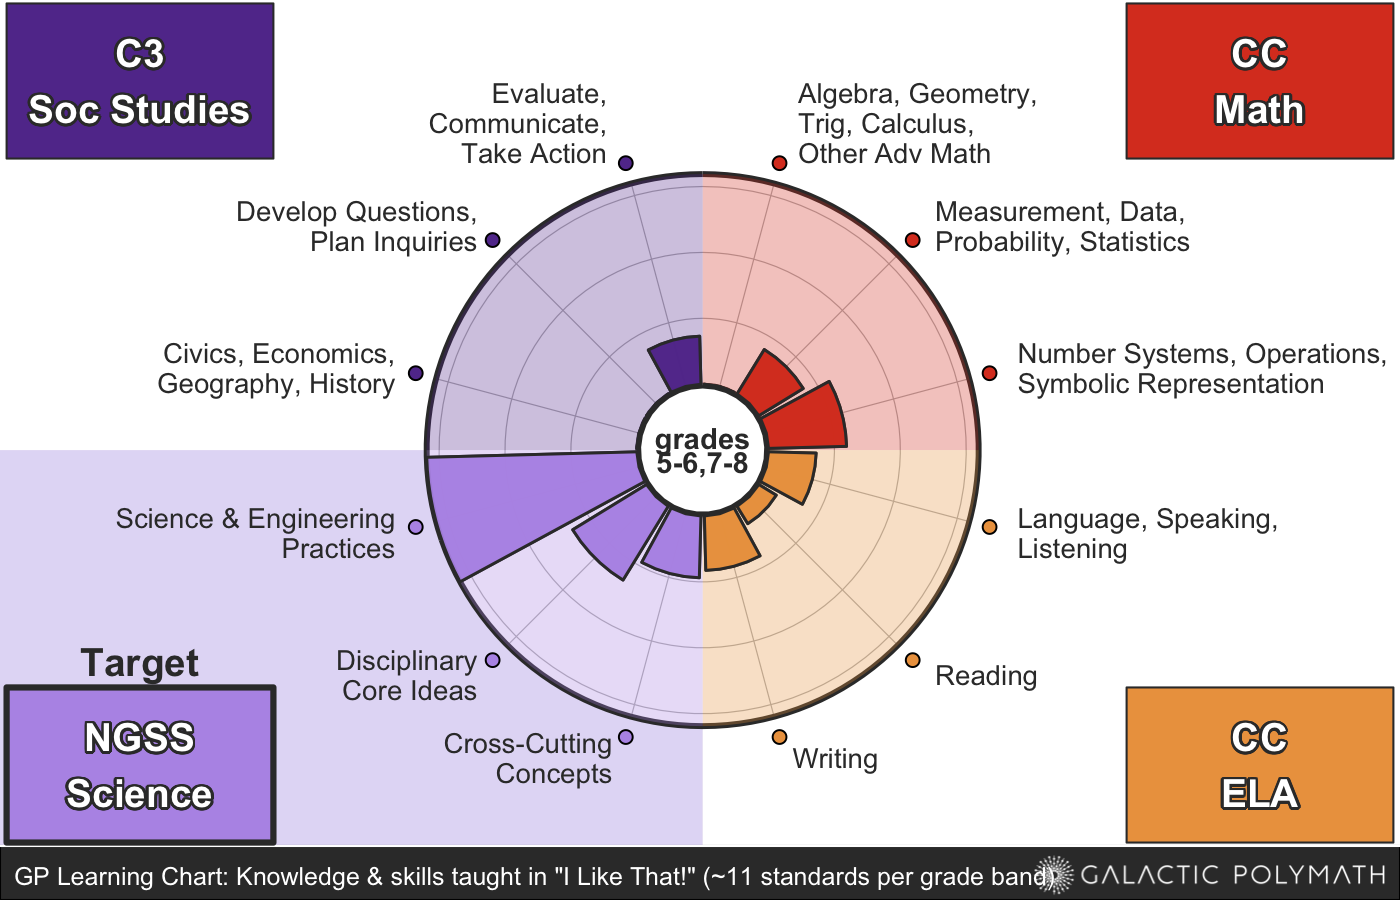 C3
Soc Studies
CC
Math
Evaluate,
Communicate,
Take Action
Algebra, Geometry,
Trig, Calculus,
Other Adv Math
Develop Questions,
Plan Inquiries
Measurement, Data,
Probability, Statistics
Civics, Economics,
Geography, History
Number Systems, Operations,
Symbolic Representation
grades
5-6,7-8
Science & Engineering
Practices
Language, Speaking,
Listening
Disciplinary
Core Ideas
Reading
Cross-Cutting
Concepts
Writing
Target
NGSS
Science
CC
ELA
GP Learning Chart: Knowledge & skills taught in "I Like That!" (~11 standards per grade band)
GALACTIC POLYMATH